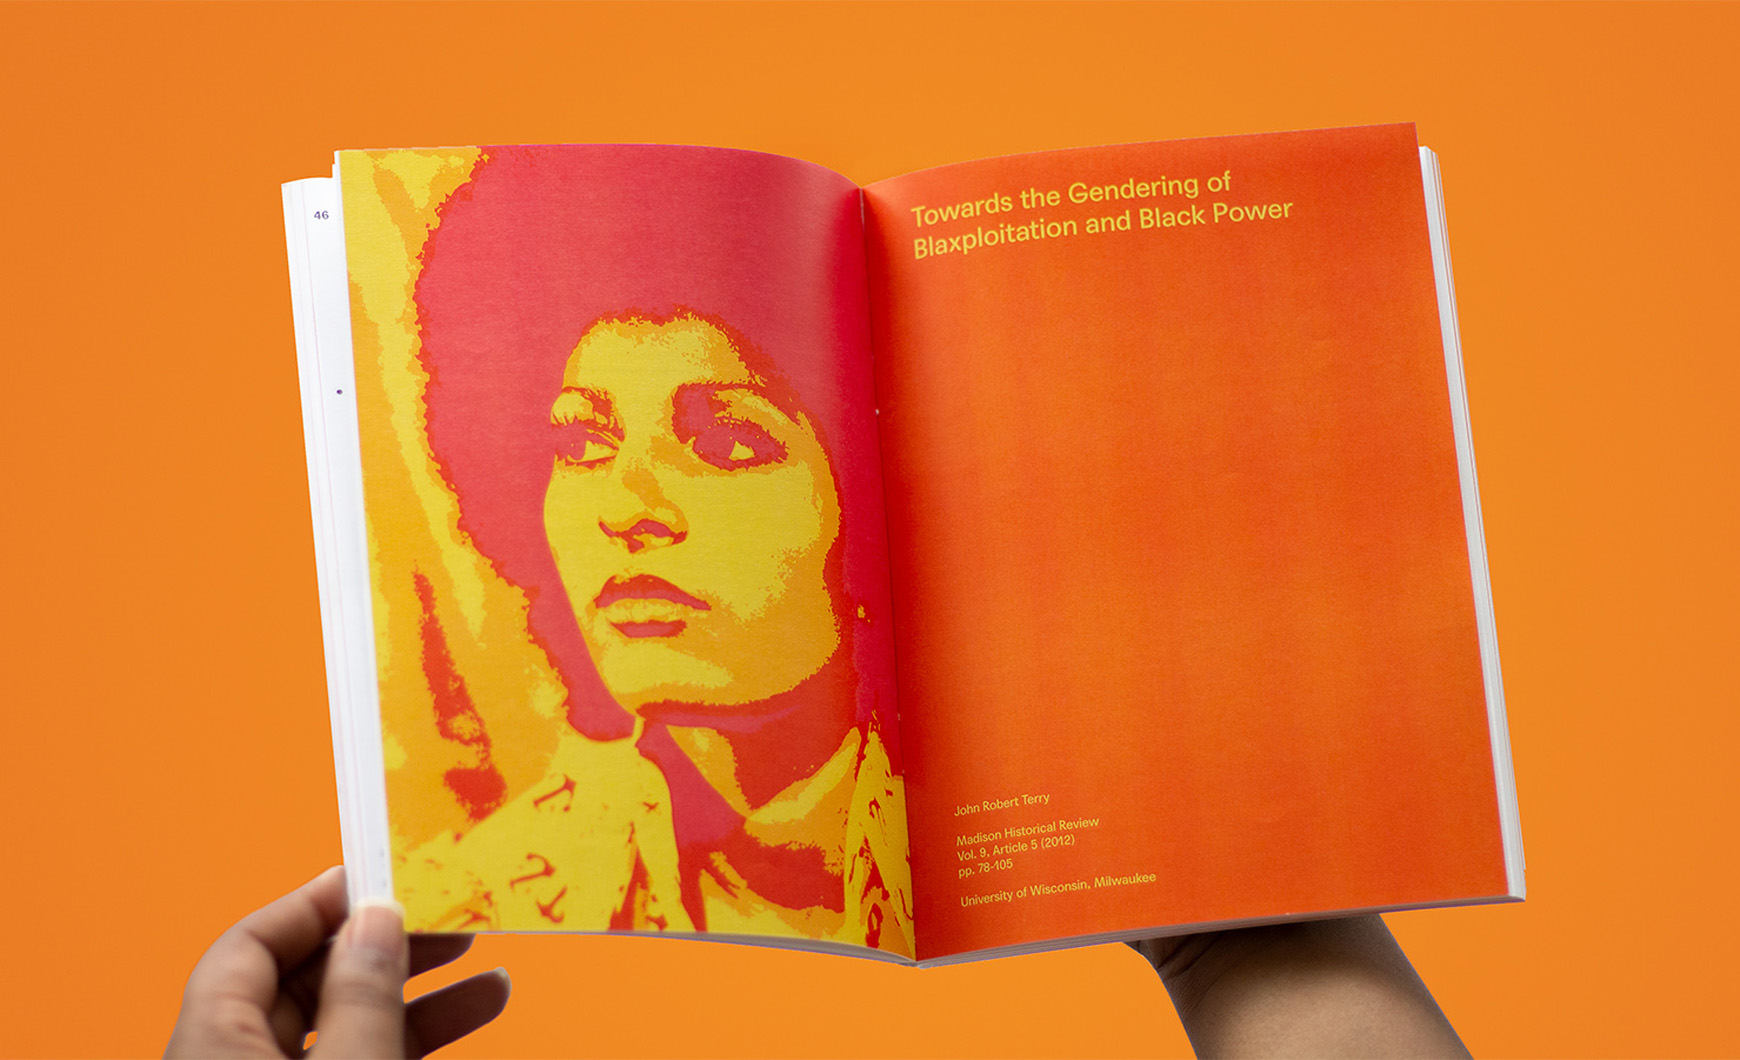 46
Towards the Gendering of
Blaxploitation and Black Power
John Robert Terry
Madison Historical Review
Vol. 9, Article 5 (2012)
pp. 78-105
University of Wisconsin, Milwaukee